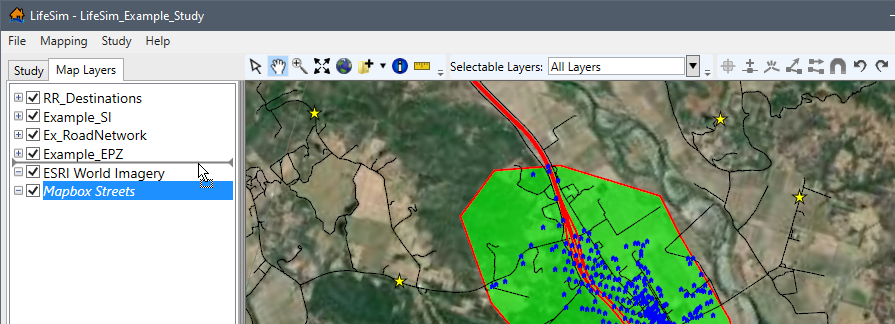 LifeSim - LifeSim_Example_Study
File Mapping Study Help
Study Map Layers Selectable Layers: All Layers
RR_Destinations
Example_SI
Ex_RoadNetwork
Example_EPZ
ESRI World Imagery
Mapbox Streets